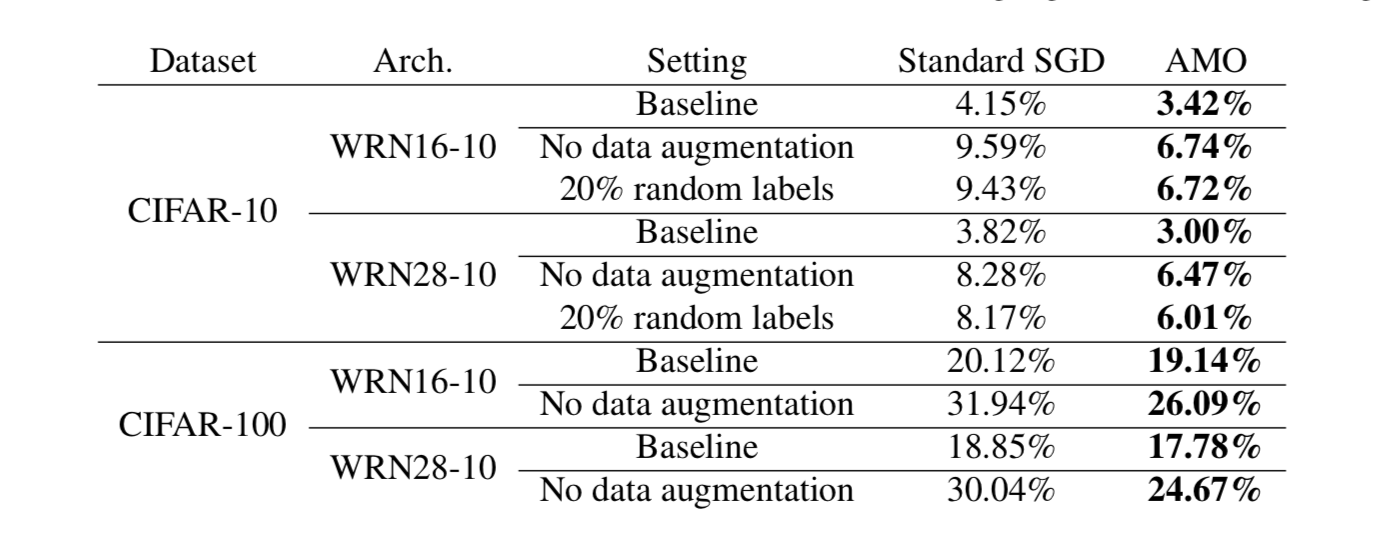 Dataset Arch. Setting Standard SGD AMO
Baseline 4.15% 3.42%
WRN16-10 No data augmentation 9.59% 6.74%
20% random labels 9.43% 6.72%
CIFAR-10
Baseline 3.82% 3.00%
WRN28-10 No data augmentation 8.28% 6.47%
20% random labels 8.17% 6.01%
Baseline 20.12% 19.14%
WRN16-10
No data augmentation 31.94% 26.09%
CIFAR-100
Baseline 18.85% 17.78%
WRN28-10
No data augmentation 30.04% 24.67%